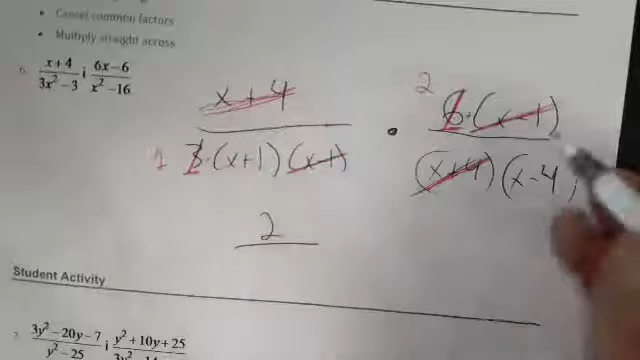 • Cancel common factors
• Multiply straight across
6. x+4 / 3x²−3 i 6x−6 / x²−16
x+4 / 3·(x+1)(x−1) • 6·(x−1) / (x+4)(x−4)
1 2
2
Student Activity
7. 3y²−20y−7 / y²−25 i y²+10y+25